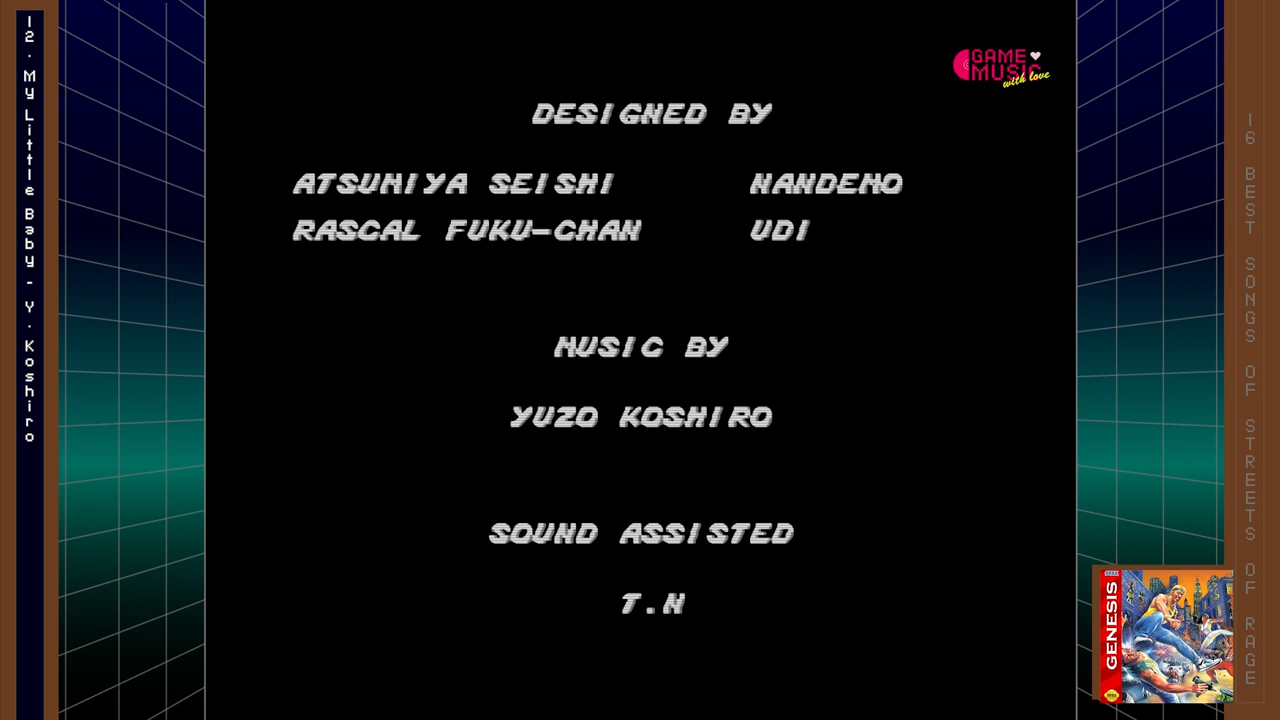 12. My Little Baby - Y. Koshiro
GAME
MUSIC
with love
DESIGNED BY
ATSUMIYA SEISHI NANDEMO
RASCAL FUKU-CHAN UDI
MUSIC BY
YUZO KOSHIRO
SOUND ASSISTED
T.N
16 BEST SONGS OF STREETS OF RAGE
GENESIS